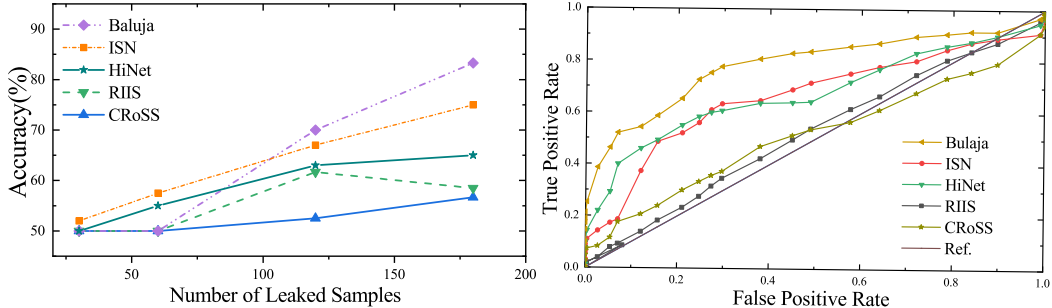 Accuracy(%)
90
80
70
60
50
50
100
150
200
Number of Leaked Samples
Baluja
ISN
HiNet
RIIS
CRoSS
True Positive Rate
1.0
0.8
0.6
0.4
0.2
0.0
0.0
0.2
0.4
0.6
0.8
1.0
False Positive Rate
Bulaja
ISN
HiNet
RIIS
CRoSS
Ref.